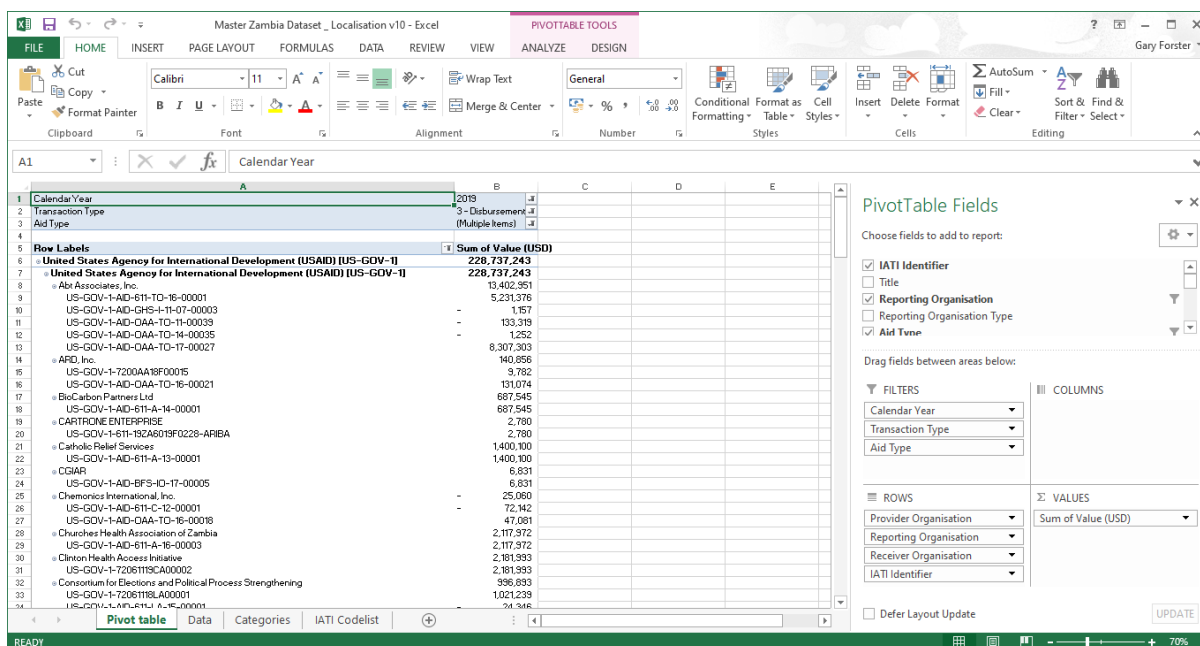 Master Zambia Dataset _ Localisation v10 - Excel
PIVOTTABLE TOOLS
?
FILE HOME INSERT PAGE LAYOUT FORMULAS DATA REVIEW VIEW ANALYZE DESIGN
Gary Forster
Paste
Cut
Copy
Format Painter
Clipboard
Calibri 11
B I U
Font
Wrap Text
Merge & Center
Alignment
General
% ,
Number
Conditional Formatting
Format as Table
Cell Styles
Styles
Insert Delete Format
Cells
AutoSum
Fill
Clear
Sort & Filter
Find & Select
Editing
A1
fx
Calendar Year
A B C D E
1 Calendar Year 2019
2 Transaction Type 3 - Disbursement
3 Aid Type (Multiple Items)
4
5 Row Labels Sum of Value (USD)
6 United States Agency for International Development (USAID) [US-GOV-1] 228,737,243
7 United States Agency for International Development (USAID) [US-GOV-1] 228,737,243
8 Abt Associates, Inc. 13,402,951
9 US-GOV-1-AID-611-TO-16-00001 5,231,376
10 US-GOV-1-AID-GHS-I-11-07-00003 - 1,157
11 US-GOV-1-AID-OAA-TO-11-00039 - 133,319
12 US-GOV-1-AID-OAA-TO-14-00035 - 1,252
13 US-GOV-1-AID-OAA-TO-17-00027 8,307,303
14 ARD, Inc. 140,856
15 US-GOV-1-7200AA18F00015 9,782
16 US-GOV-1-AID-OAA-TO-16-00021 131,074
17 BioCarbon Partners Ltd 687,545
18 US-GOV-1-AID-611-A-14-00001 687,545
19 CARTRONE ENTERPRISE 2,780
20 US-GOV-1-611-19ZA6019F0228-ARIBA 2,780
21 Catholic Relief Services 1,400,100
22 US-GOV-1-AID-611-A-13-00001 1,400,100
23 CGIAR 6,831
24 US-GOV-1-AID-BFS-IO-17-00005 6,831
25 Chemonics International, Inc. - 25,060
26 US-GOV-1-AID-611-C-12-00001 - 72,142
27 US-GOV-1-AID-OAA-TO-16-00018 47,081
28 Churches Health Association of Zambia 2,117,972
29 US-GOV-1-AID-611-A-16-00003 2,117,972
30 Clinton Health Access Initiative 2,181,993
31 US-GOV-1-72061119CA00002 2,181,993
32 Consortium for Elections and Political Process Strengthening 996,893
33 US-GOV-1-72061118LA00001 1,021,239
34 US-GOV-1-AID-611-LA-15-00001 - 24,346
PivotTable Fields
Choose fields to add to report:
IATI Identifier
Title
Reporting Organisation
Reporting Organisation Type
Aid Type
Drag fields between areas below:
FILTERS
Calendar Year
Transaction Type
Aid Type
COLUMNS
ROWS
Provider Organisation
Reporting Organisation
Receiver Organisation
IATI Identifier
Σ VALUES
Sum of Value (USD)
Defer Layout Update
UPDATE
Pivot table Data Categories IATI Codelist
READY
70%